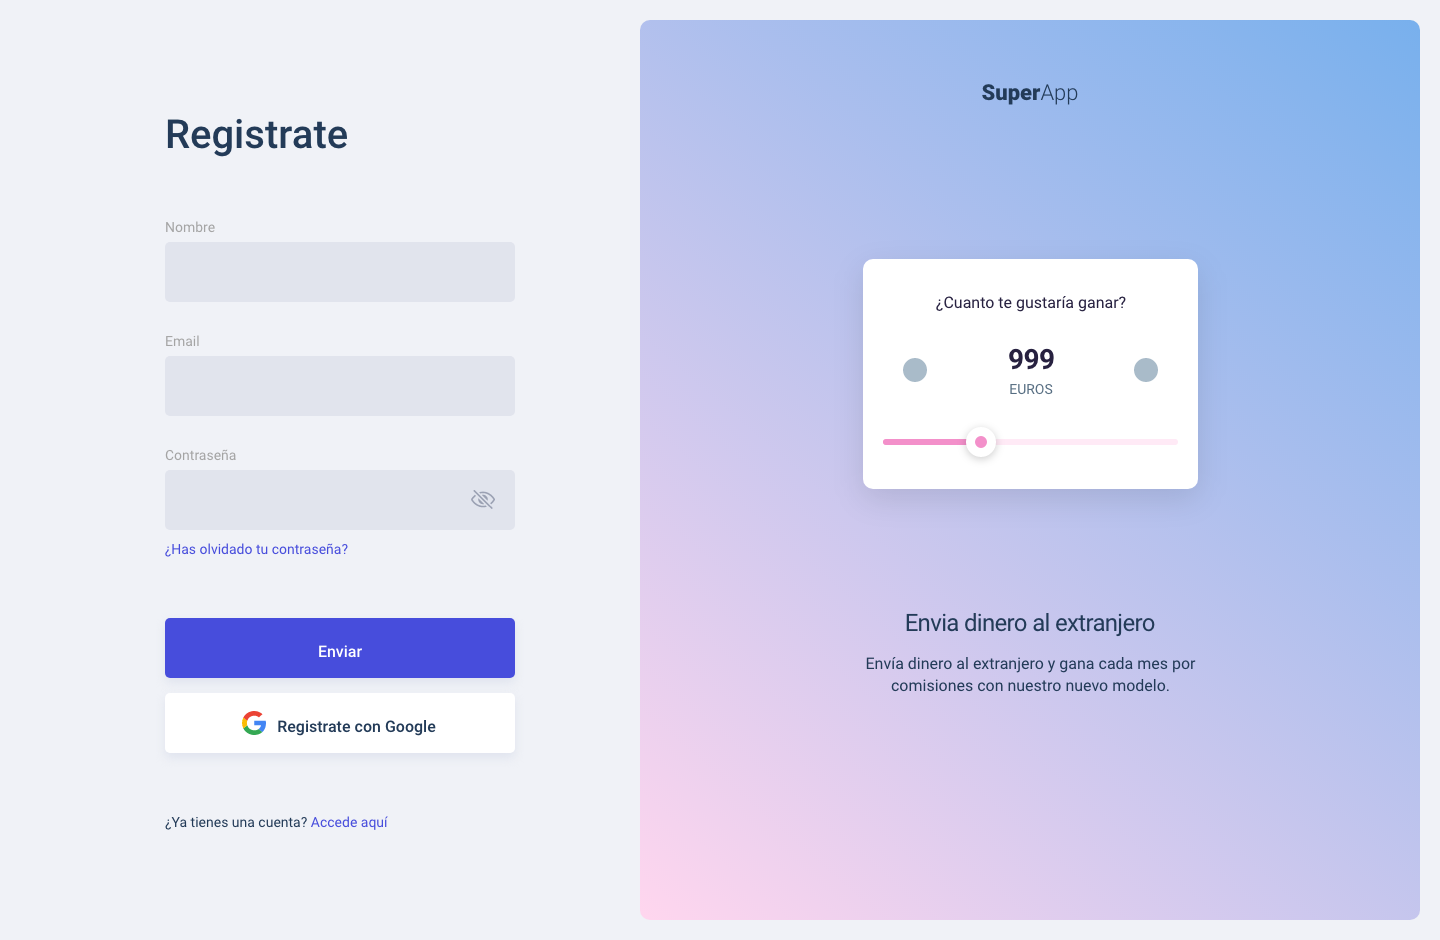 Registrate
Nombre
Email
Contraseña
¿Has olvidado tu contraseña?
Enviar
Registrate con Google
¿Ya tienes una cuenta? Accede aquí
SuperApp
¿Cuanto te gustaría ganar?
999
EUROS
Envia dinero al extranjero
Envía dinero al extranjero y gana cada mes por
comisiones con nuestro nuevo modelo.